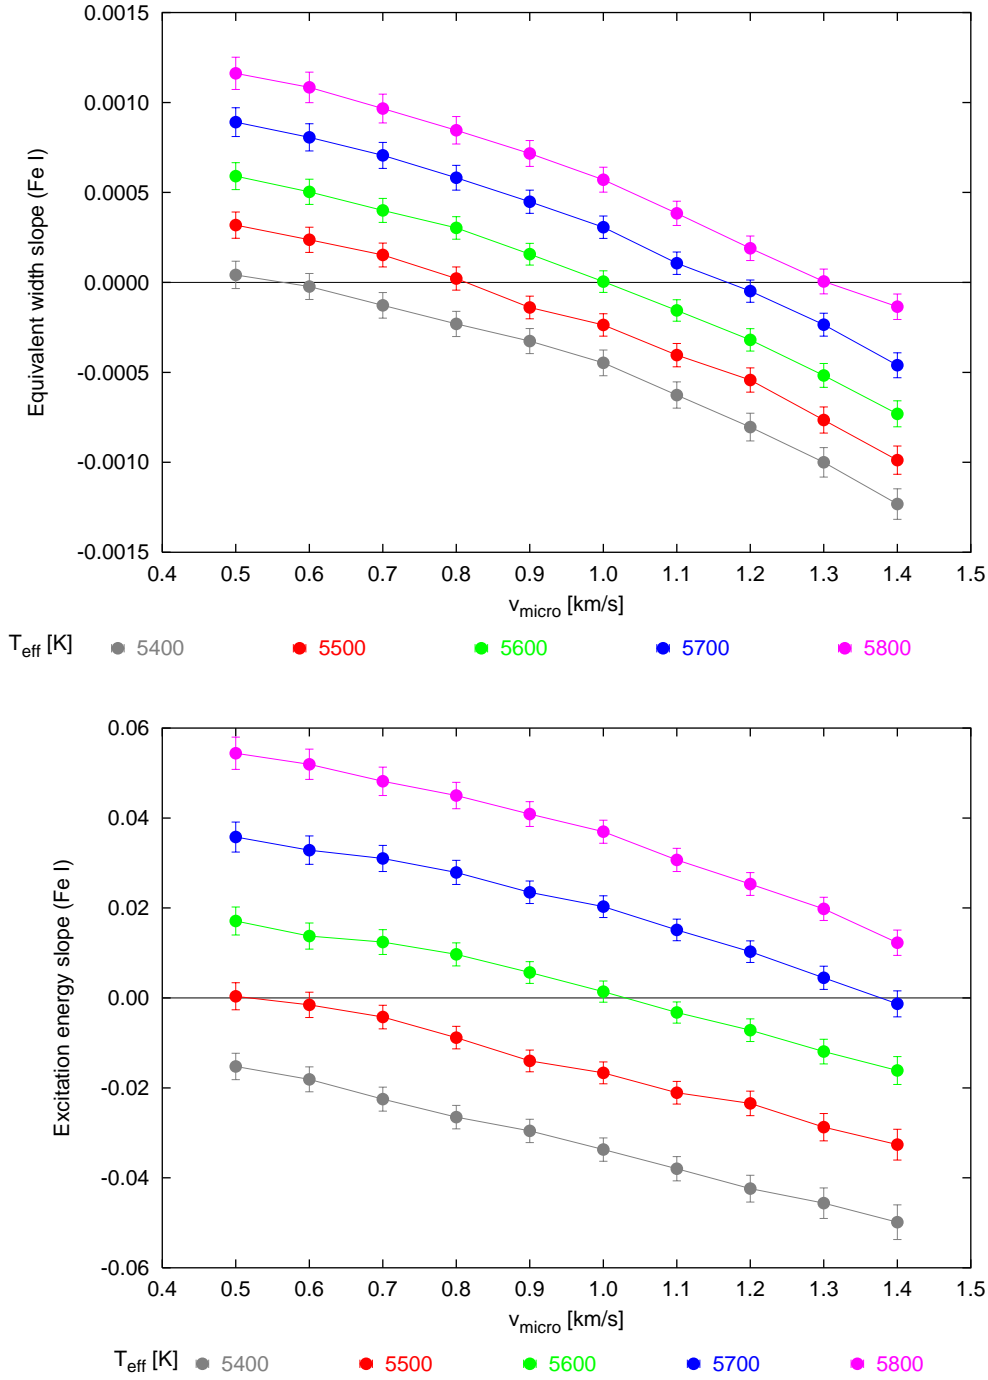 0.0015
0.0010
0.0005
0.0000
-0.0005
-0.0010
-0.0015
Equivalent width slope (Fe I)
0.4 0.5 0.6 0.7 0.8 0.9 1.0 1.1 1.2 1.3 1.4 1.5
v_micro [km/s]
T_eff [K] 5400 5500 5600 5700 5800
0.06
0.04
0.02
0.00
-0.02
-0.04
-0.06
Excitation energy slope (Fe I)
0.4 0.5 0.6 0.7 0.8 0.9 1.0 1.1 1.2 1.3 1.4 1.5
v_micro [km/s]
T_eff [K] 5400 5500 5600 5700 5800